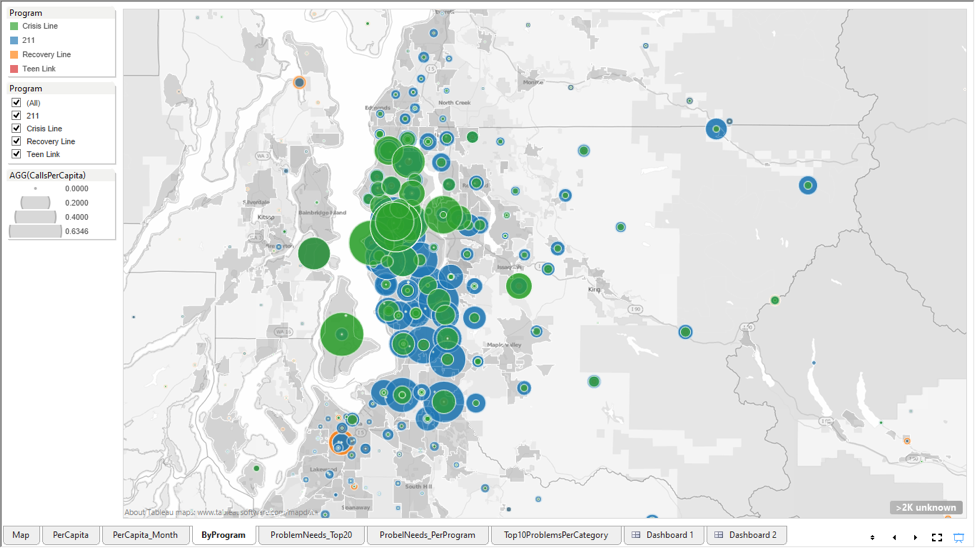 Program
Crisis Line
211
Recovery Line
Teen Link
Program
(All)
211
Crisis Line
Recovery Line
Teen Link
AGG(CallsPerCapita)
0.0000
0.2000
0.4000
0.6346
Monroe
North Creek
Edmonds
Bainbridge Island
Kitsap
King
Maple Valley
Lakewood
South Hill
About Tableau maps: www.tableausoftware.com/mapdata
>2K unknown
Map
PerCapita
PerCapita_Month
ByProgram
ProblemNeeds_Top20
ProbelNeeds_PerProgram
Top10ProblemsPerCategory
Dashboard 1
Dashboard 2